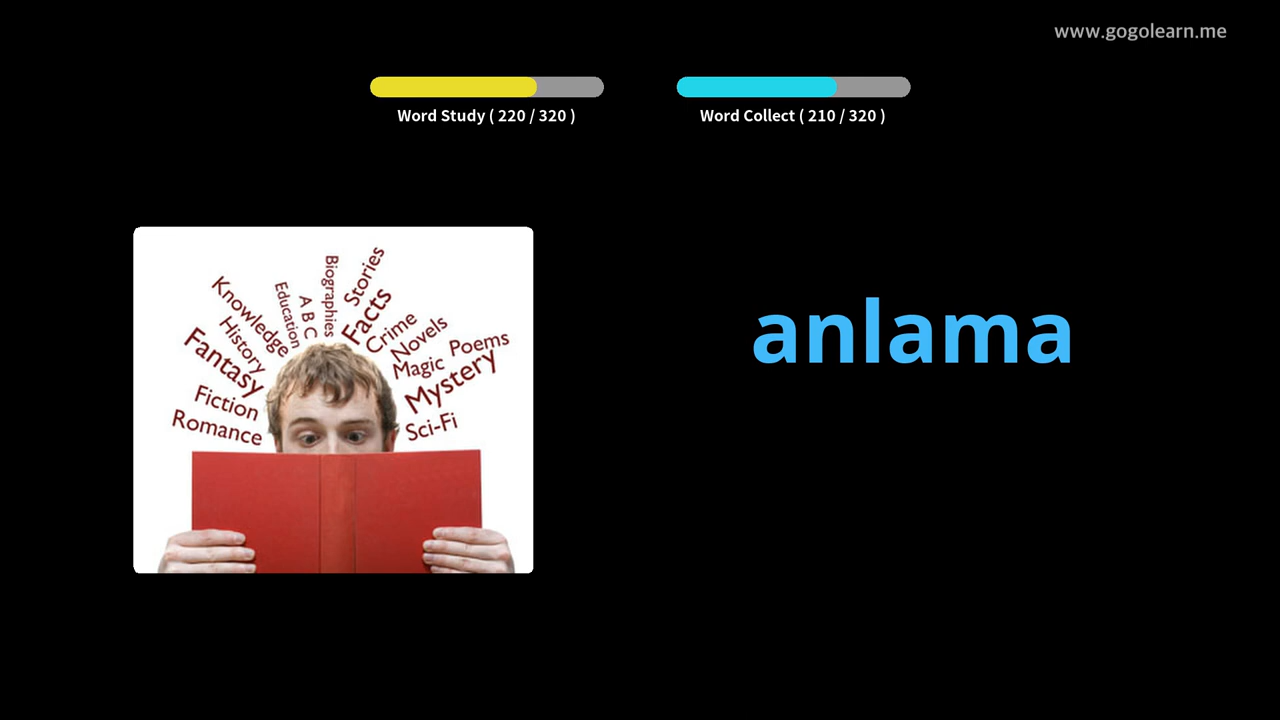 www.gogolearn.me
Word Study ( 220 / 320 )
Word Collect ( 210 / 320 )
Biographies
Stories
Education
A B C
Facts
Knowledge
Crime
History
Novels
Fantasy
Magic
Poems
Mystery
Fiction
Romance
Sci-Fi
anlama